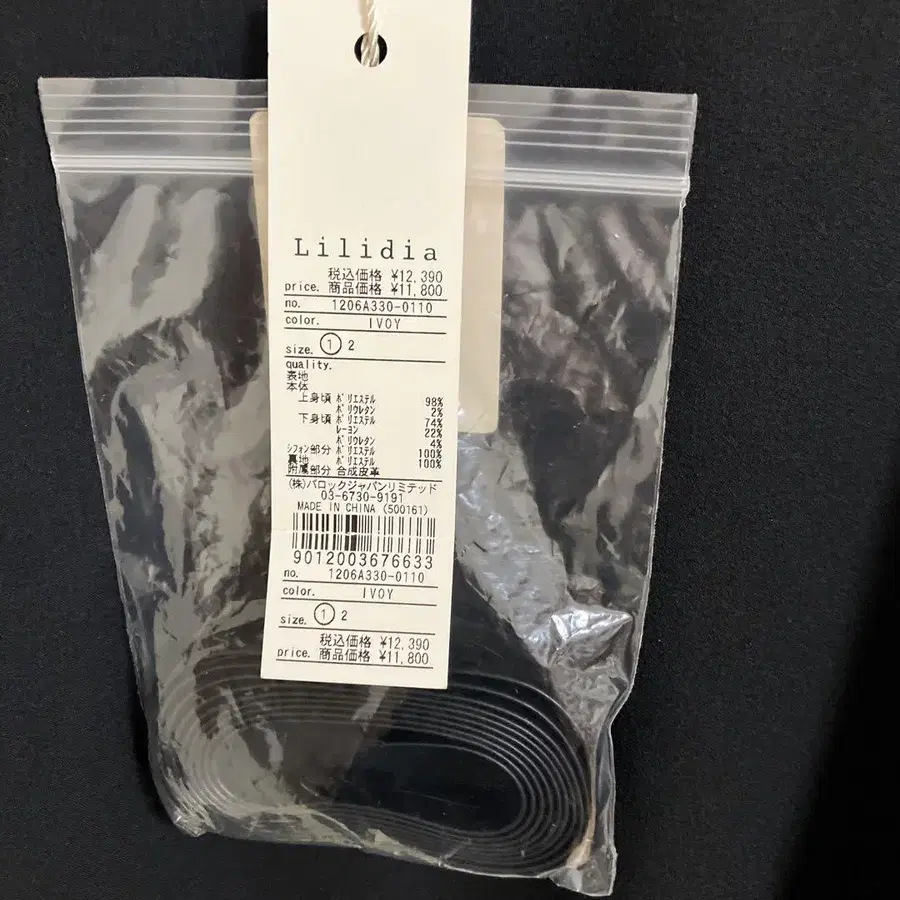 Lilidia
税込価格 ¥12,390
price. 商品価格 ¥11,800
no. 1206A330-0110
color. IVOY
size. ① 2
quality.
表地
本体
上身頃 ポリエステル 98%
ポリウレタン 2%
下身頃 ポリエステル 74%
レーヨン 22%
ポリウレタン 4%
シフォン部分 ポリエステル 100%
裏地 ポリエステル 100%
附属部分 合成皮革
(株)バロックジャパンリミテッド
03-6730-9191
MADE IN CHINA (500161)
9012003676633
no. 1206A330-0110
color. IVOY
size. ① 2
税込価格 ¥12,390
price. 商品価格 ¥11,800